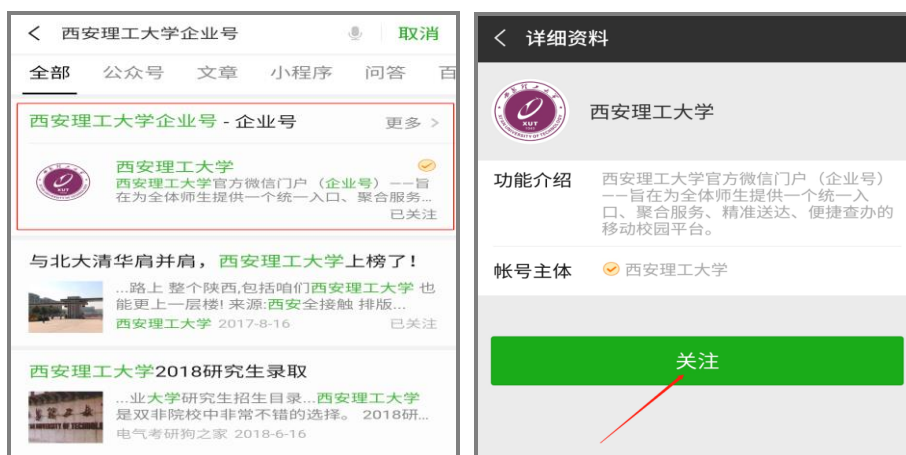 西安理工大学企业号 取消
全部 公众号 文章 小程序 问答 百
西安理工大学企业号 - 企业号 更多 >
西安理工大学
西安理工大学官方微信门户（企业号）——旨
在为全体师生提供一个统一入口、聚合服务...
已关注
与北大清华肩并肩，西安理工大学上榜了！
...路上 整个陕西,包括咱们西安理工大学 也
能更上一层楼! 来源:西安全接触 排版...
西安理工大学 2017-8-16 已关注
西安理工大学2018研究生录取
...业大学研究生招生目录...西安理工大学
是双非院校中非常不错的选择。 2018研...
电气考研狗之家 2018-6-16
详细资料
XUT
西安理工大学
功能介绍 西安理工大学官方微信门户（企业号）
——旨在为全体师生提供一个统一入
口、聚合服务、精准送达、便捷查办的
移动校园平台。
帐号主体 西安理工大学
关注